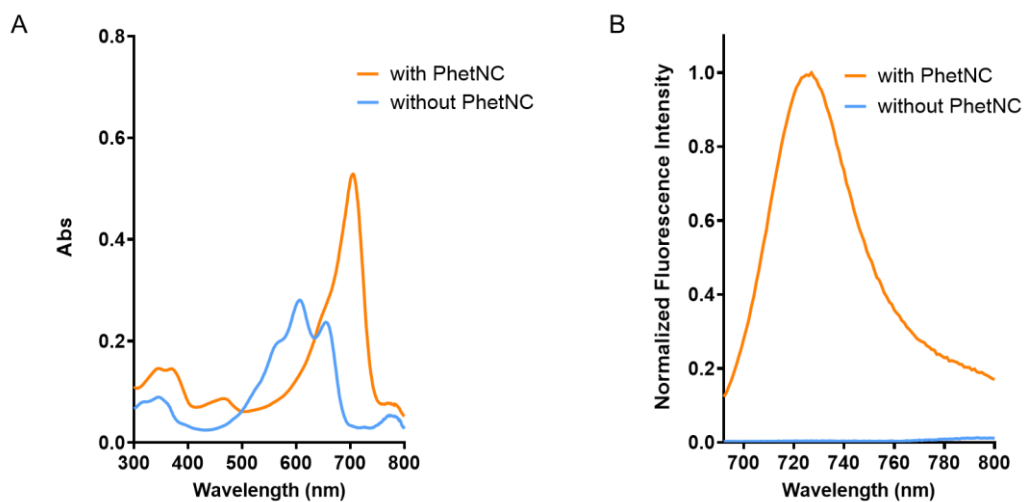 A
Abs
0.8
0.6
0.4
0.2
0.0
with PhetNC
without PhetNC
300 400 500 600 700 800
Wavelength (nm)
B
Normalized Fluorescence Intensity
1.0
0.8
0.6
0.4
0.2
0.0
with PhetNC
without PhetNC
700 720 740 760 780 800
Wavelength (nm)